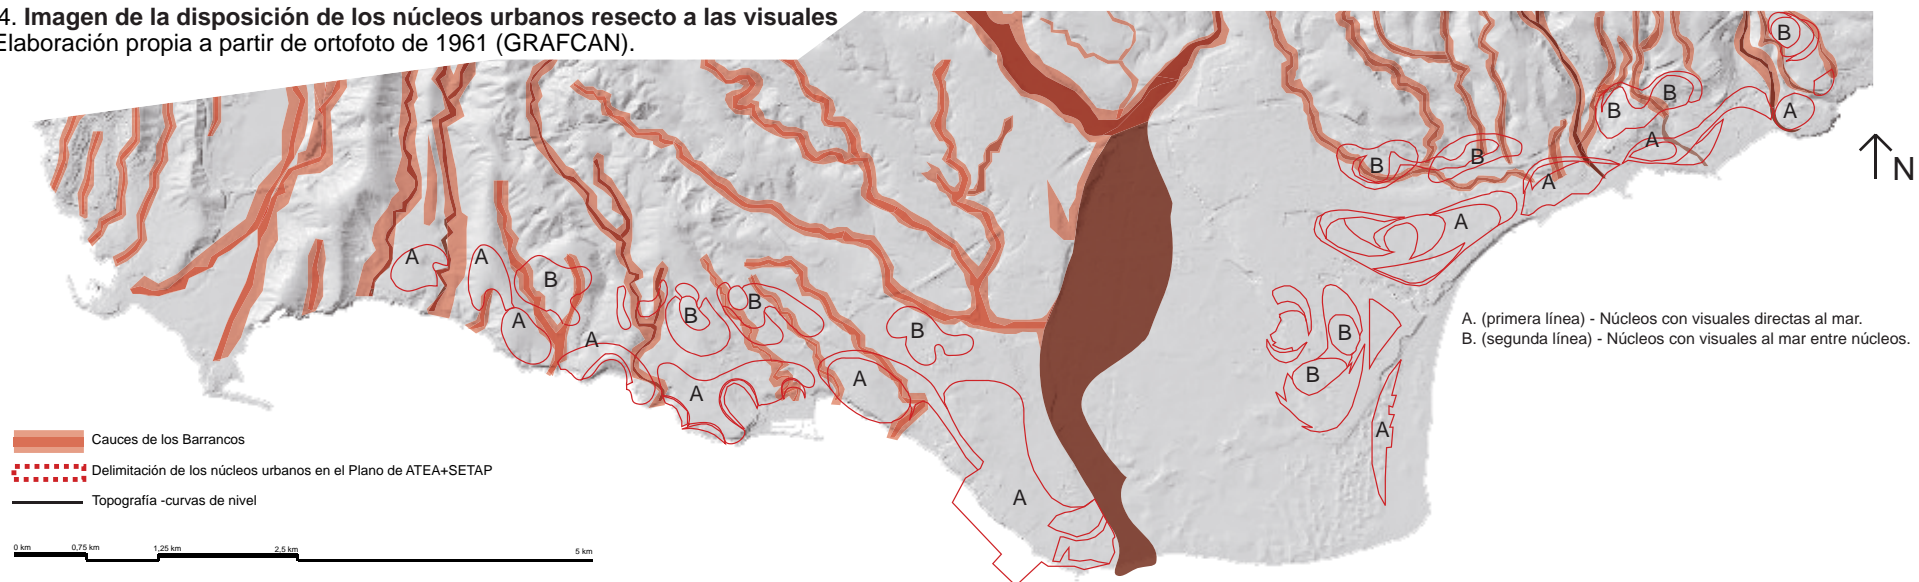 4. Imagen de la disposición de los núcleos urbanos resecto a las visuales
Elaboración propia a partir de ortofoto de 1961 (GRAFCAN).
B
B
B
A
A
B
B
A
N
A
A
A
B
A
B
B
A
A
B
B
B
A
B
A
A
A
A
A. (primera línea) - Núcleos con visuales directas al mar.
B. (segunda línea) - Núcleos con visuales al mar entre núcleos.
Cauces de los Barrancos
Delimitación de los núcleos urbanos en el Plano de ATEA+SETAP
Topografía -curvas de nivel
0 km 0,75 km 1,25 km 2,5 km 5 km